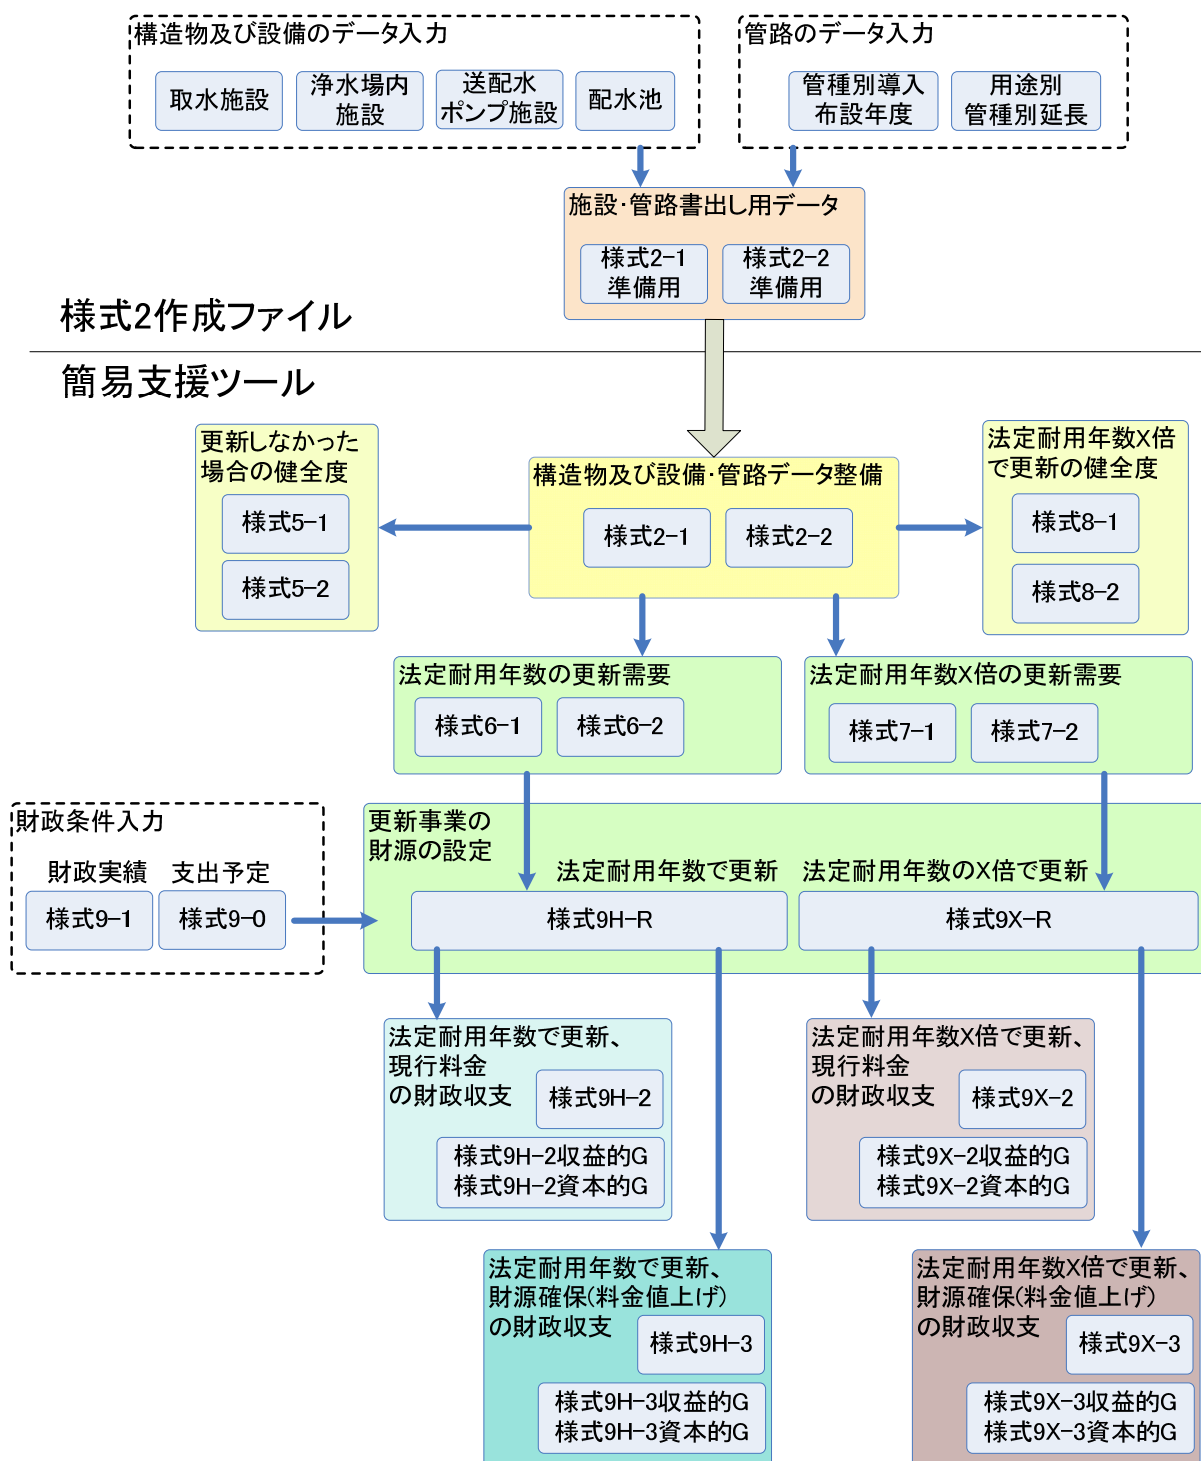 構造物及び設備のデータ入力
取水施設
浄水場内
施設
送配水
ポンプ施設
配水池
管路のデータ入力
管種別導入
布設年度
用途別
管種別延長
施設・管路書出し用データ
様式2-1
準備用
様式2-2
準備用
様式2作成ファイル
簡易支援ツール
更新しなかった
場合の健全度
様式5-1
様式5-2
構造物及び設備・管路データ整備
様式2-1
様式2-2
法定耐用年数X倍
で更新の健全度
様式8-1
様式8-2
法定耐用年数の更新需要
様式6-1
様式6-2
法定耐用年数X倍の更新需要
様式7-1
様式7-2
財政条件入力
財政実績
支出予定
様式9-1
様式9-0
更新事業の
財源の設定
法定耐用年数で更新
法定耐用年数のX倍で更新
様式9H-R
様式9X-R
法定耐用年数で更新、
現行料金
の財政収支
様式9H-2
様式9H-2収益的G
様式9H-2資本的G
法定耐用年数X倍で更新、
現行料金
の財政収支
様式9X-2
様式9X-2収益的G
様式9X-2資本的G
法定耐用年数で更新、
財源確保(料金値上げ)
の財政収支
様式9H-3
様式9H-3収益的G
様式9H-3資本的G
法定耐用年数X倍で更新、
財源確保(料金値上げ)
の財政収支
様式9X-3
様式9X-3収益的G
様式9X-3資本的G